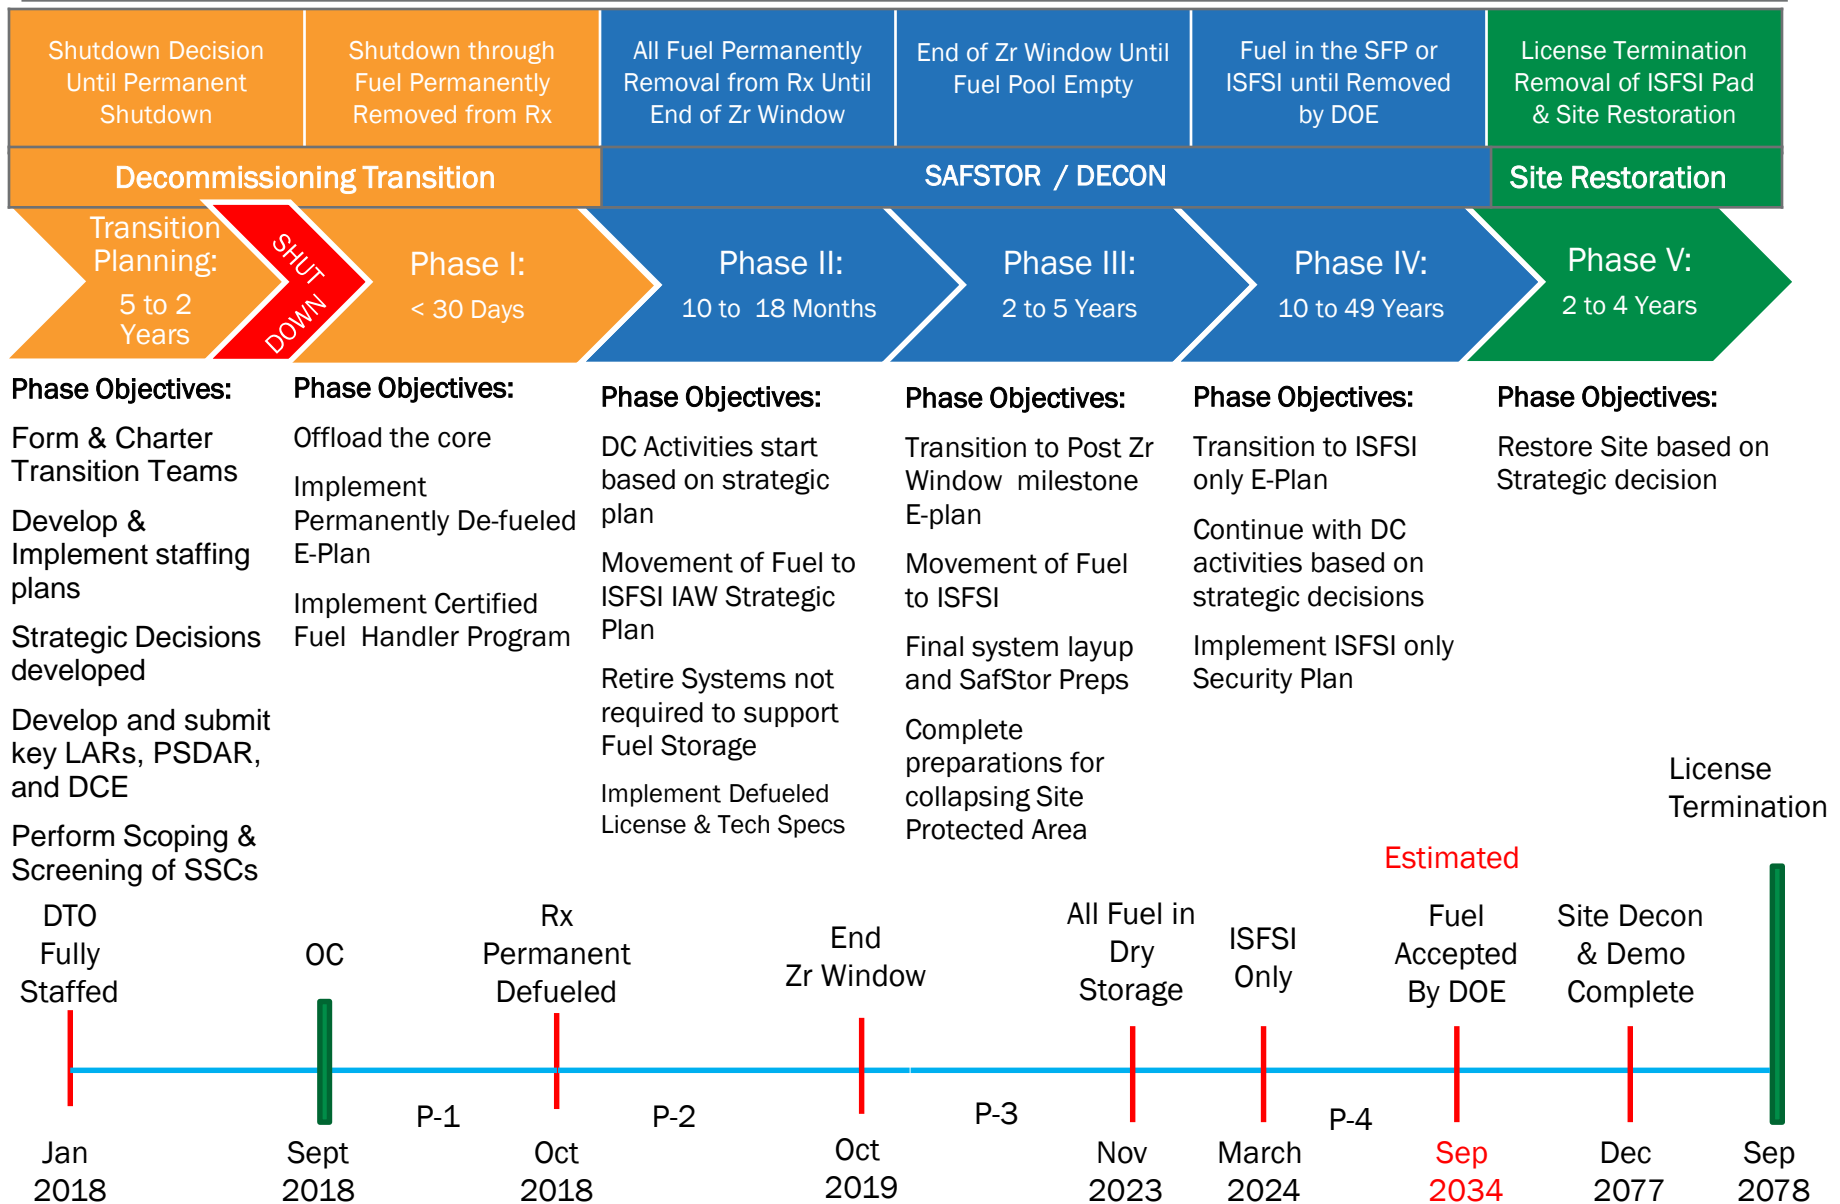 Shutdown Decision
Until Permanent
Shutdown
Shutdown through
Fuel Permanently
Removed from Rx
All Fuel Permanently
Removal from Rx Until
End of Zr Window
End of Zr Window Until
Fuel Pool Empty
Fuel in the SFP or
ISFSI until Removed
by DOE
License Termination
Removal of ISFSI Pad
& Site Restoration
Decommissioning Transition
SAFSTOR / DECON
Site Restoration
Transition
Planning:
5 to 2
Years
SHUT
DOWN
Phase I:
< 30 Days
Phase II:
10 to 18 Months
Phase III:
2 to 5 Years
Phase IV:
10 to 49 Years
Phase V:
2 to 4 Years
Phase Objectives:
Form & Charter
Transition Teams
Develop &
Implement staffing
plans
Strategic Decisions
developed
Develop and submit
key LARs, PSDAR,
and DCE
Perform Scoping &
Screening of SSCs
Phase Objectives:
Offload the core
Implement
Permanently De-fueled
E-Plan
Implement Certified
Fuel Handler Program
Phase Objectives:
DC Activities start
based on strategic
plan
Movement of Fuel to
ISFSI IAW Strategic
Plan
Retire Systems not
required to support
Fuel Storage
Implement Defueled
License & Tech Specs
Phase Objectives:
Transition to Post Zr
Window milestone
E-plan
Movement of Fuel
to ISFSI
Final system layup
and SafStor Preps
Complete
preparations for
collapsing Site
Protected Area
Phase Objectives:
Transition to ISFSI
only E-Plan
Continue with DC
activities based on
strategic decisions
Implement ISFSI only
Security Plan
Phase Objectives:
Restore Site based on
Strategic decision
DTO
Fully
Staffed
OC
Rx
Permanent
Defueled
End
Zr Window
All Fuel in
Dry
Storage
ISFSI
Only
Estimated
Fuel
Accepted
By DOE
Site Decon
& Demo
Complete
License
Termination
P-1
P-2
P-3
P-4
Jan
2018
Sept
2018
Oct
2018
Oct
2019
Nov
2023
March
2024
Sep
2034
Dec
2077
Sep
2078